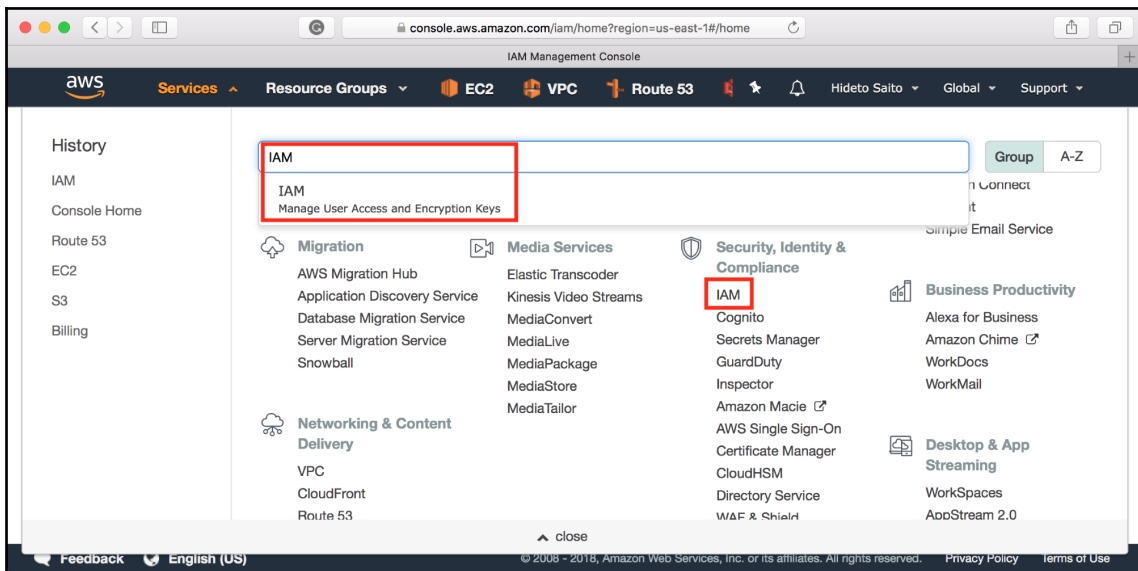 console.aws.amazon.com/iam/home?region=us-east-1#/home
IAM Management Console
aws
Services
Resource Groups
EC2
VPC
Route 53
Hideto Saito
Global
Support
History
IAM
Console Home
Route 53
EC2
S3
Billing
IAM
Group
A-Z
IAM
Manage User Access and Encryption Keys
Migration
AWS Migration Hub
Application Discovery Service
Database Migration Service
Server Migration Service
Snowball
Networking & Content
Delivery
VPC
CloudFront
Route 53
Media Services
Elastic Transcoder
Kinesis Video Streams
MediaConvert
MediaLive
MediaPackage
MediaStore
MediaTailor
Security, Identity &
Compliance
IAM
Cognito
Secrets Manager
GuardDuty
Inspector
Amazon Macie
AWS Single Sign-On
Certificate Manager
CloudHSM
Directory Service
WAF & Shield
Connect
Simple Email Service
Business Productivity
Alexa for Business
Amazon Chime
WorkDocs
WorkMail
Desktop & App
Streaming
WorkSpaces
AppStream 2.0
close
Feedback
English (US)
© 2008 - 2018, Amazon Web Services, Inc. or its affiliates. All rights reserved.
Privacy Policy
Terms of Use